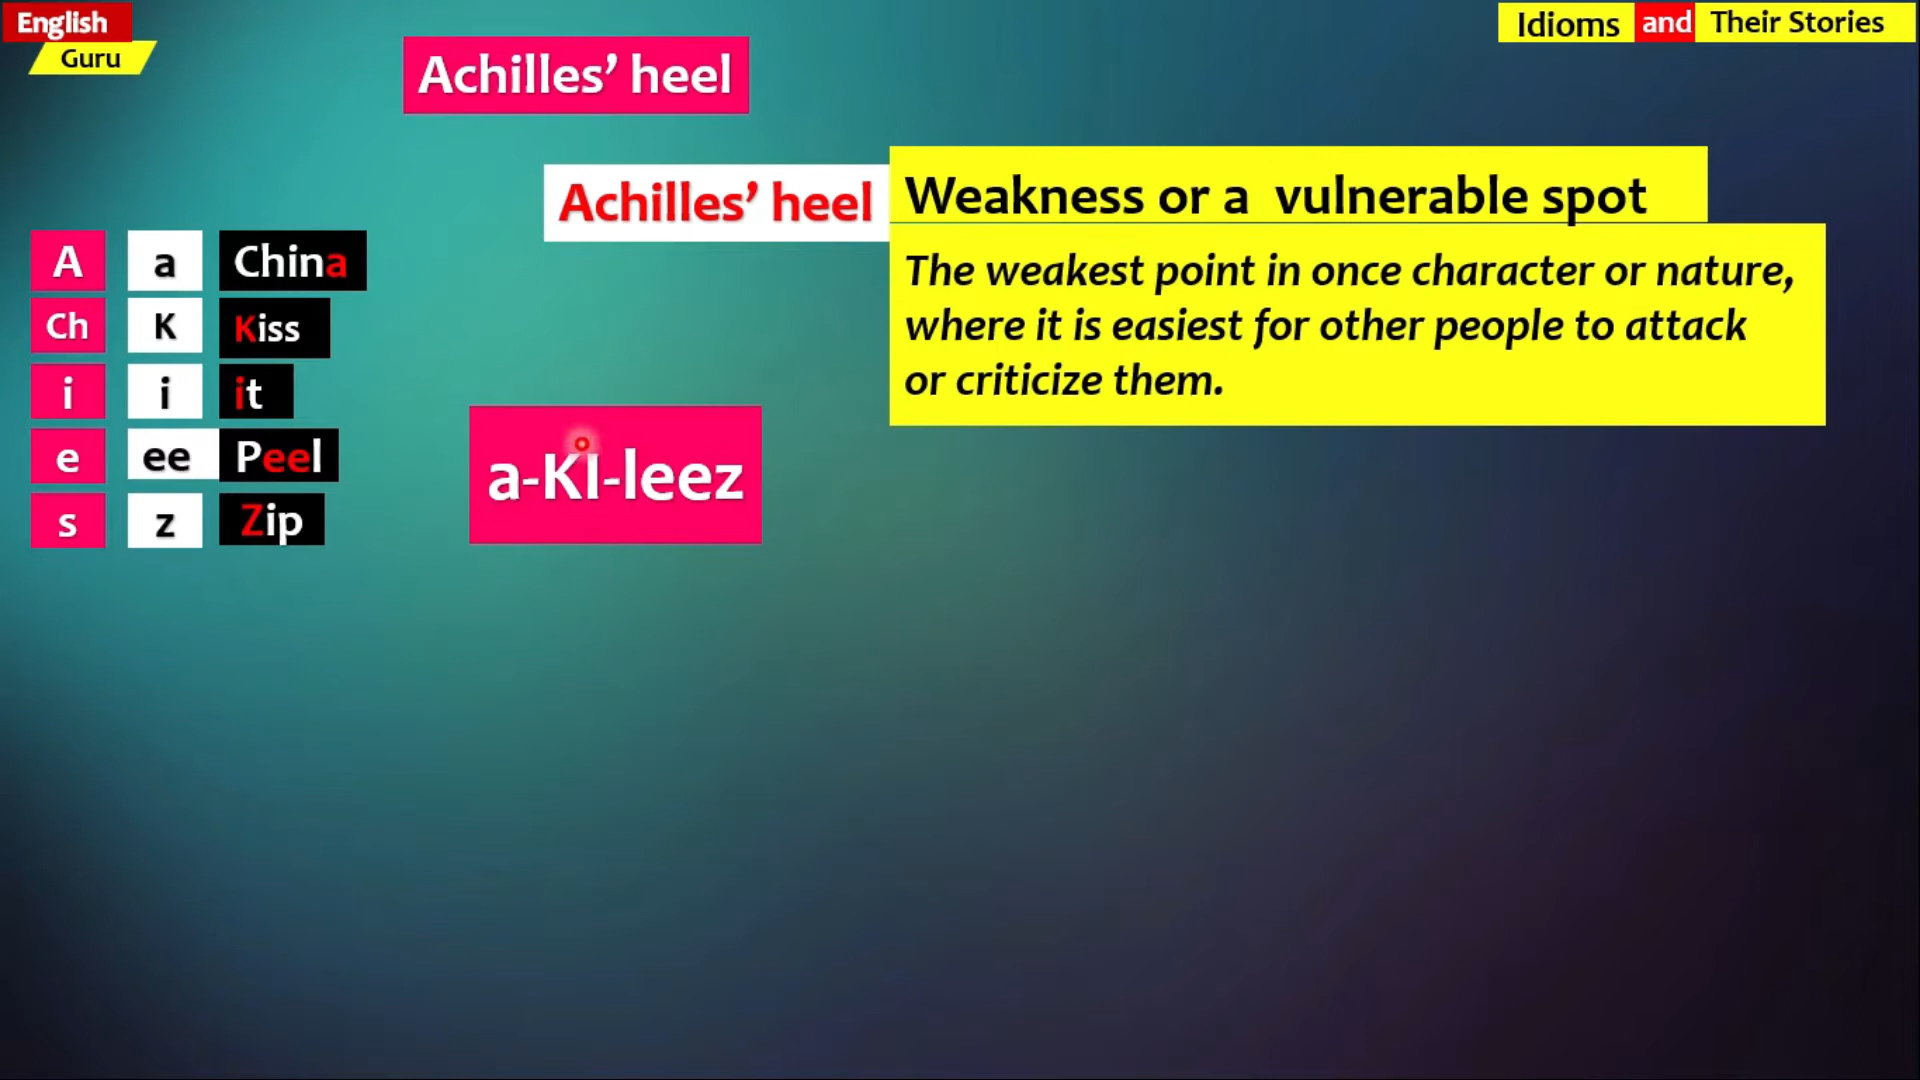 English
Guru
Idioms and Their Stories
Achilles’ heel
Achilles’ heel Weakness or a vulnerable spot
The weakest point in once character or nature,
where it is easiest for other people to attack
or criticize them.
A a China
Ch K Kiss
i i it
e ee Peel
s z Zip
a-KI-leez